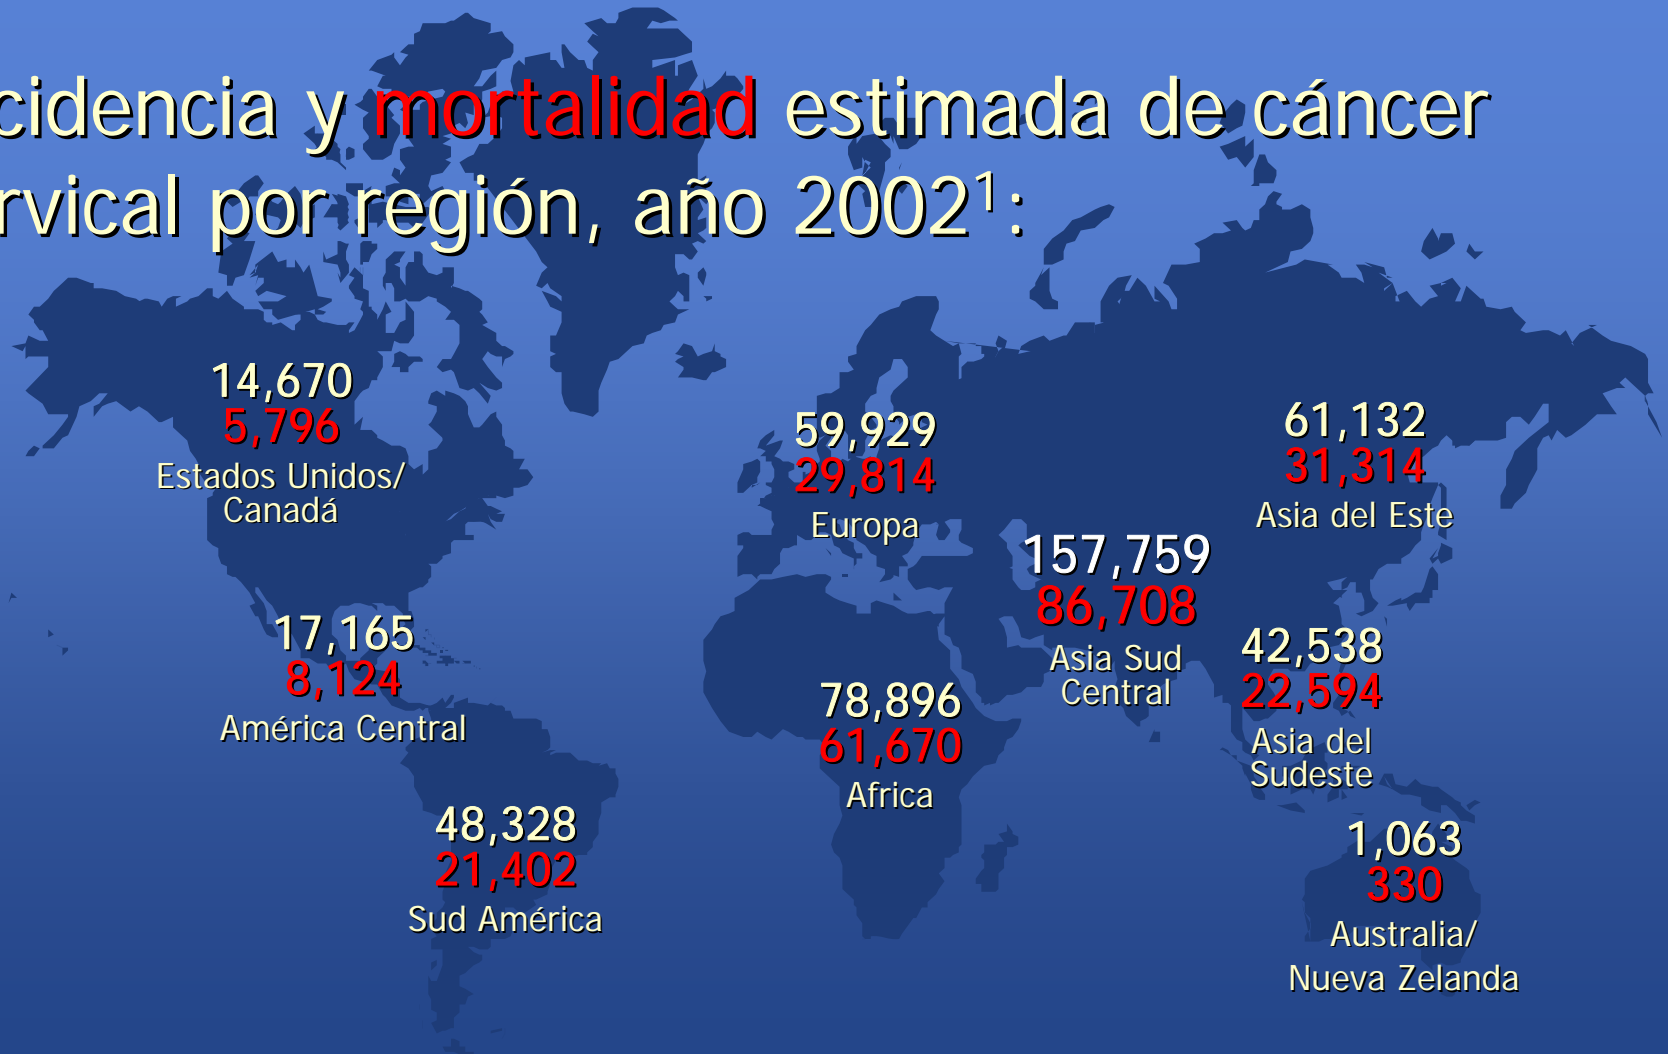 cidencia y mortalidad estimada de cáncer
rvical por región, año 2002¹:
14,670
5,796
Estados Unidos/
Canadá
59,929
29,814
Europa
61,132
31,314
Asia del Este
157,759
86,708
Asia Sud
Central
17,165
8,124
América Central
42,538
22,594
Asia del
Sudeste
78,896
61,670
Africa
48,328
21,402
Sud América
1,063
330
Australia/
Nueva Zelanda